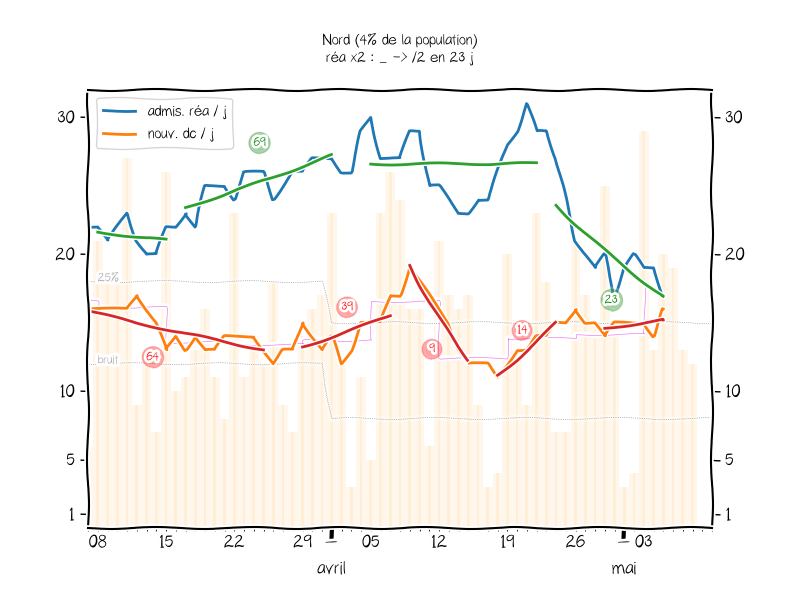 Nord (4% de la population)
réa x2 : _ -> /2 en 23 j
admis. réa / j
nouv. dc / j
30
20
10
5
1
30
20
10
5
1
25%
bruit
69
64
39
9
14
23
08 15 22 29 05 12 19 26 03
avril mai